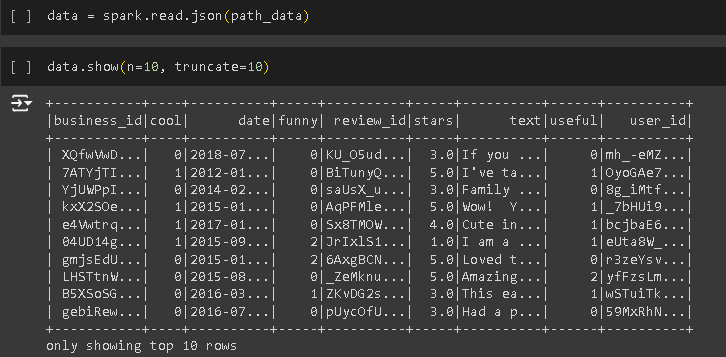 [ ] data = spark.read.json(path_data)
[ ] data.show(n=10, truncate=10)
+-----------+----+----------+-----+----------+-----+----------+------+----------+
|business_id|cool|      date|funny| review_id|stars|      text|useful|   user_id|
+-----------+----+----------+-----+----------+-----+----------+------+----------+
| XQfwVwD...|   0|2018-07...|    0|KU_O5ud...|  3.0|If you ...|     0|mh_-eMZ...|
| 7ATYjTI...|   1|2012-01...|    0|BiTunyQ...|  5.0|I've ta...|     1|OyoGAe7...|
| YjUWPpI...|   0|2014-02...|    0|saUsX_u...|  3.0|Family ...|     0|8g_iMtf...|
| kxX2SOe...|   1|2015-01...|    0|AqPFMle...|  5.0|Wow!  Y...|     1|_7bHUi9...|
| e4Vwtrq...|   1|2017-01...|    0|Sx8TMOW...|  4.0|Cute in...|     1|bcjbaE6...|
| 04UD14g...|   1|2015-09...|    2|JrIxlS1...|  1.0|I am a ...|     1|eUta8W_...|
| gmjsEdU...|   0|2015-01...|    2|6AxgBCN...|  5.0|Loved t...|     0|r3zeYsv...|
| LHSTtnW...|   0|2015-08...|    0|_ZeMknu...|  5.0|Amazing...|     2|yfFzsLm...|
| B5XSoSG...|   0|2016-03...|    1|ZKvDG2s...|  3.0|This ea...|     1|wSTuiTk...|
| gebiRew...|   0|2016-07...|    0|pUycOfU...|  3.0|Had a p...|     0|59MxRhN...|
+-----------+----+----------+-----+----------+-----+----------+------+----------+
only showing top 10 rows